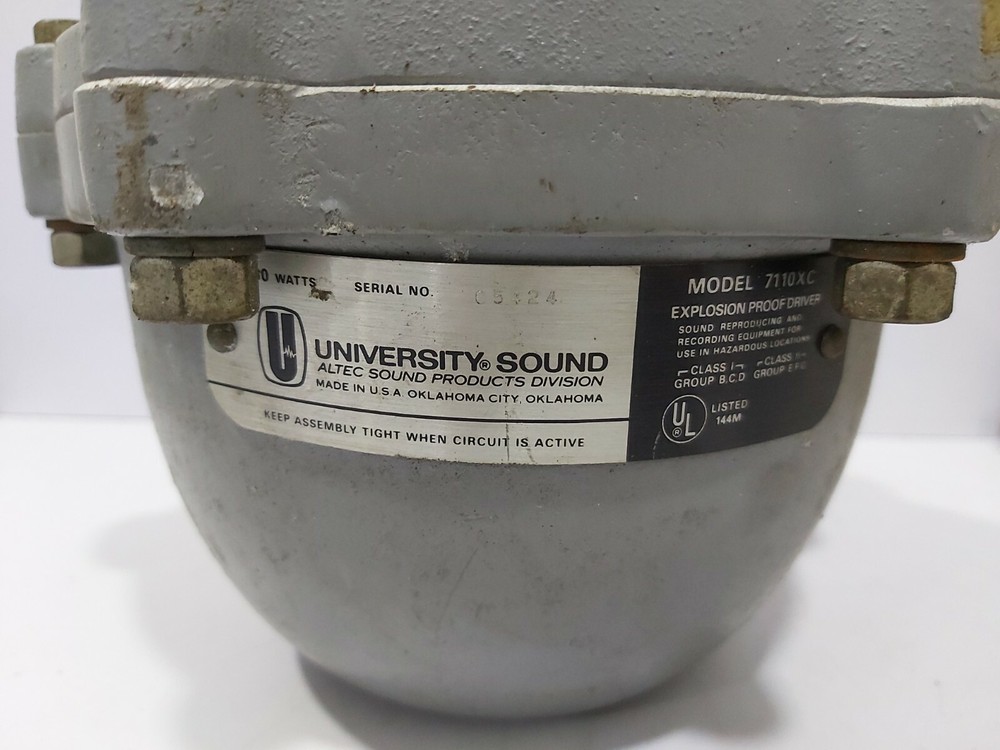 WATTS SERIAL NO.
U
UNIVERSITY® SOUND
ALTEC SOUND PRODUCTS DIVISION
MADE IN U.S.A. OKLAHOMA CITY, OKLAHOMA
KEEP ASSEMBLY TIGHT WHEN CIRCUIT IS ACTIVE
MODEL 7110XC
EXPLOSION PROOF DRIVER
SOUND REPRODUCING AND
RECORDING EQUIPMENT FOR
USE IN HAZARDOUS LOCATIONS
CLASS I CLASS II
GROUP B,C,D GROUP E,F,G
UL® LISTED
144M